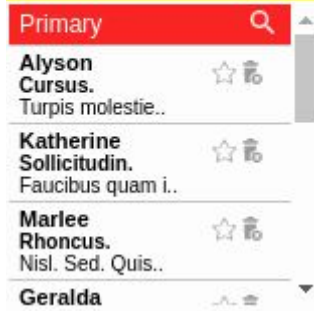 Primary
Alyson
Cursus.
Turpis molestie..
Katherine
Sollicitudin.
Faucibus quam i..
Marlee
Rhoncus.
Nisl. Sed. Quis..
Geralda